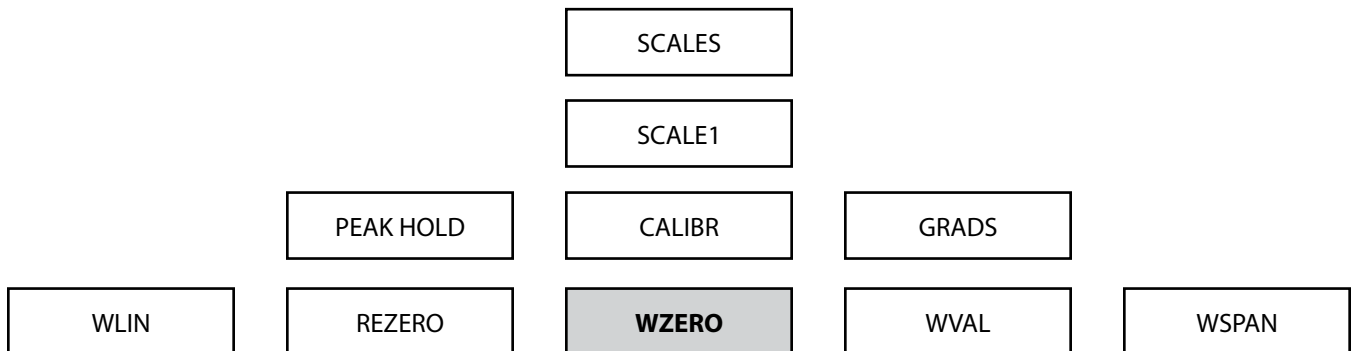 SCALES
SCALE1
PEAK HOLD CALIBR GRADS
WLIN REZERO WZERO WVAL WSPAN